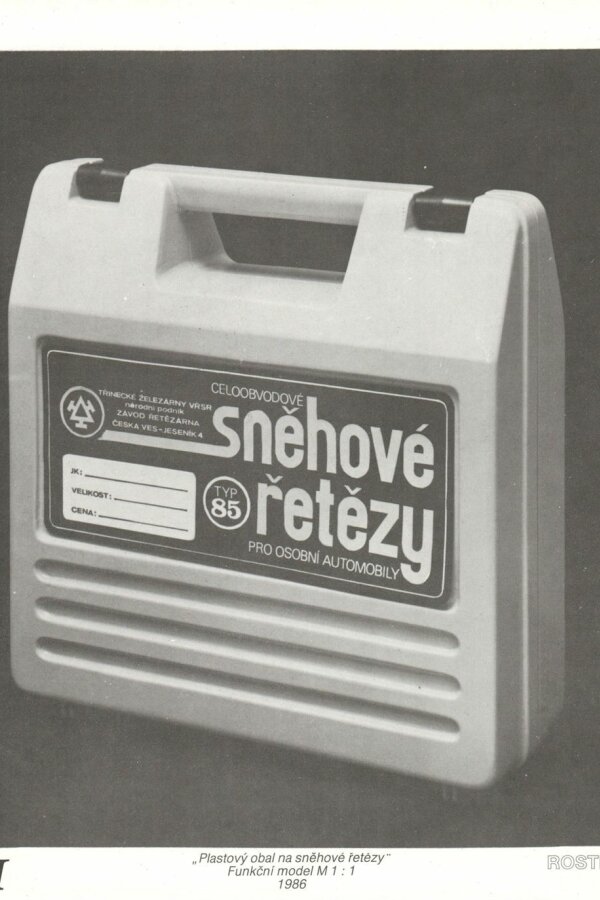 CELOOBVODOVÉ
sněhové
řetězy
PRO OSOBNÍ AUTOMOBILY
TYP
85
TŘINECKÉ ŽELEZÁRNY VŘSR
národní podnik
ZÁVOD ŘETĚZÁRNA
ČESKÁ VES-JESENÍK 4
JK:
VELIKOST:
CENA:
„Plastový obal na sněhové řetězy"
Funkční model M 1 : 1
1986